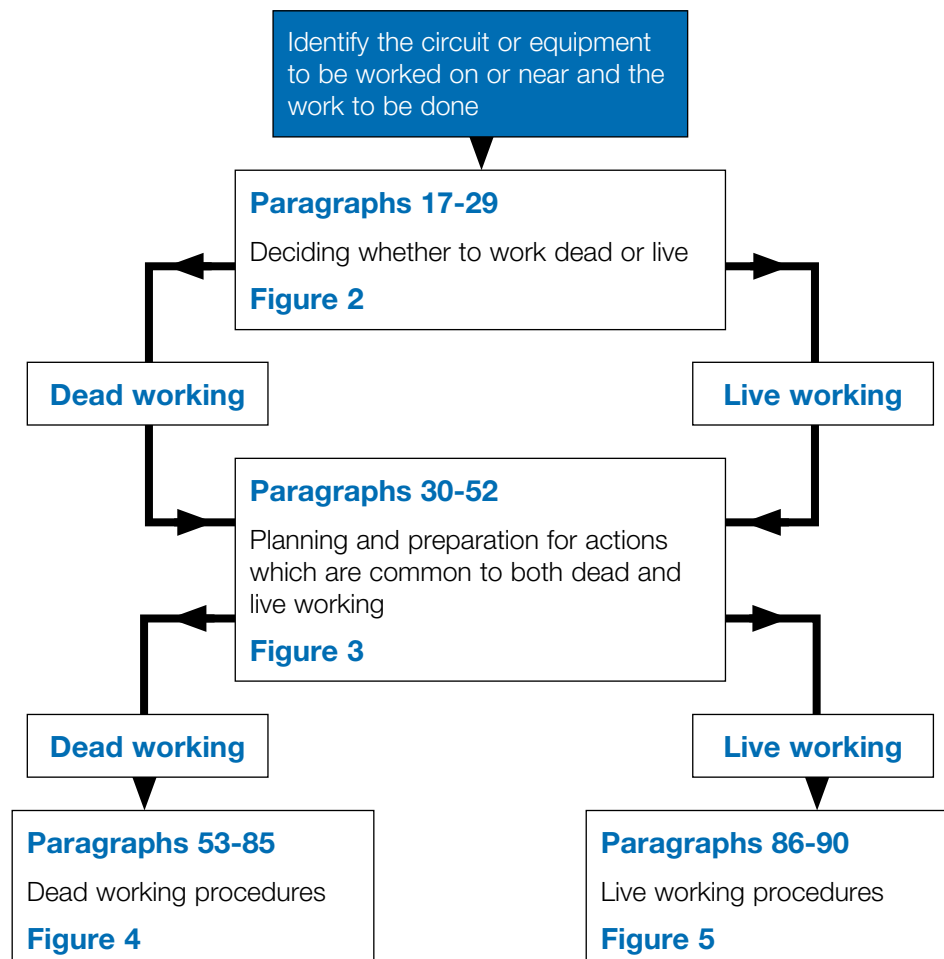 Identify the circuit or equipment
to be worked on or near and the
work to be done
Paragraphs 17-29
Deciding whether to work dead or live
Figure 2
Dead working
Live working
Paragraphs 30-52
Planning and preparation for actions
which are common to both dead and
live working
Figure 3
Dead working
Live working
Paragraphs 53-85
Dead working procedures
Figure 4
Paragraphs 86-90
Live working procedures
Figure 5